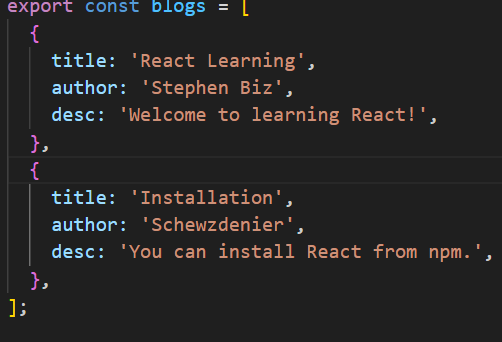 export const blogs = [
{
title: 'React Learning',
author: 'Stephen Biz',
desc: 'Welcome to learning React!',
},
{
title: 'Installation',
author: 'Schewzdenier',
desc: 'You can install React from npm.',
},
];